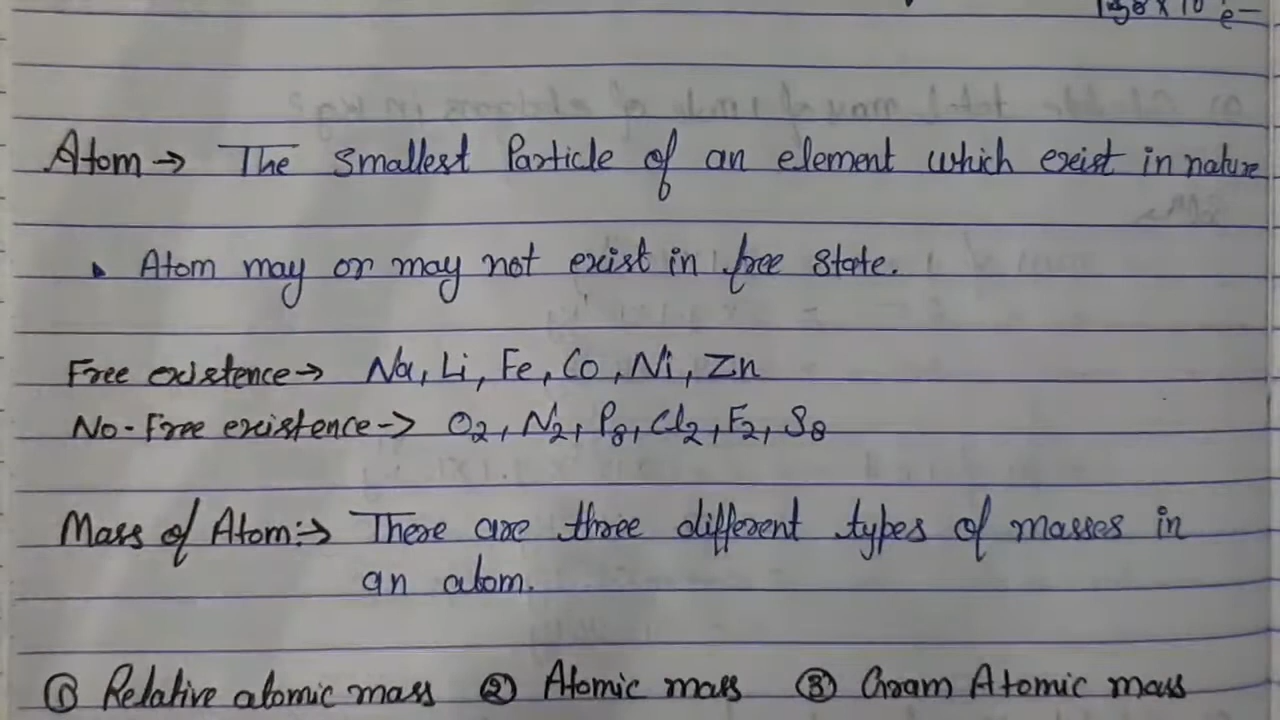 Atom → The Smallest Particle of an element which exist in nature
• Atom may or may not exist in free state.
Free existence → Na, Li, Fe, Co, Ni, Zn
No-Free existence → O2, N2, P8, Cl2, F2, S8
Mass of Atom:→ There are three different types of masses in
an atom.
① Relative atomic mass ② Atomic mass ③ Gram Atomic mass